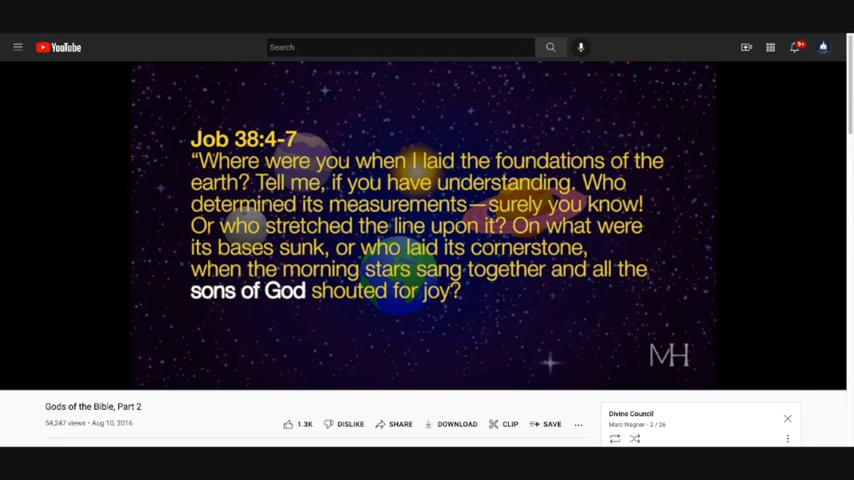 YouTube
Search
9+
Job 38:4-7
“Where were you when I laid the foundations of the
earth? Tell me, if you have understanding. Who
determined its measurements—surely you know!
Or who stretched the line upon it? On what were
its bases sunk, or who laid its cornerstone,
when the morning stars sang together and all the
sons of God shouted for joy?
MH
Gods of the Bible, Part 2
54,247 views • Aug 10, 2016
1.3K DISLIKE SHARE DOWNLOAD CLIP SAVE
Divine Council
Marc Wagner - 2 / 26